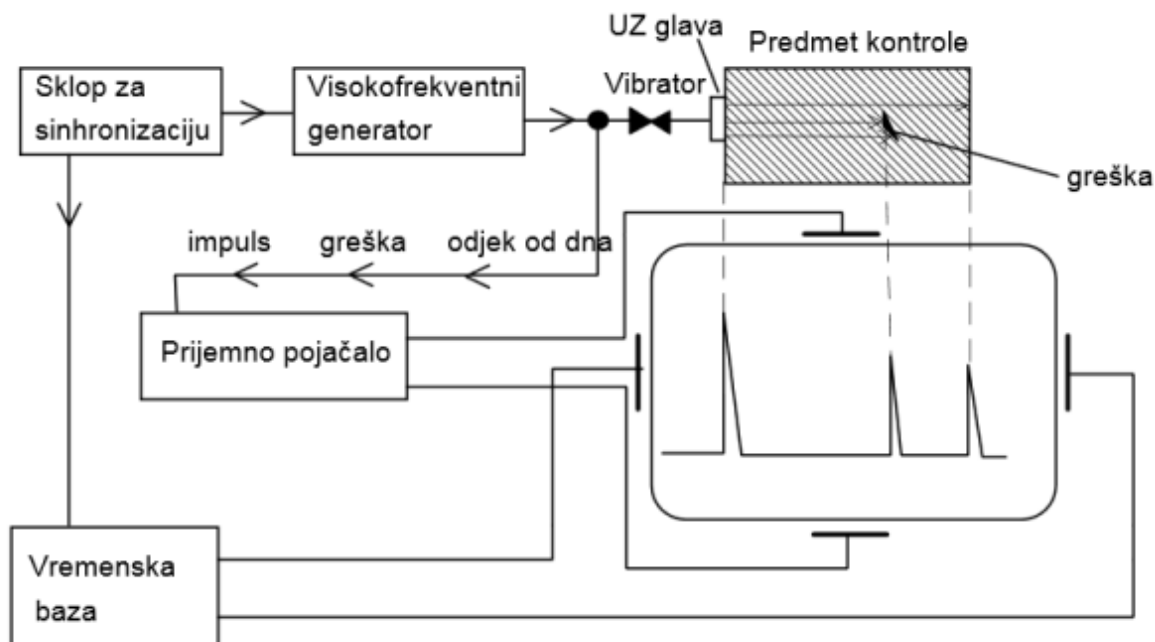 UZ glava
Predmet kontrole
Sklop za
sinhronizaciju
Visokofrekventni
generator
Vibrator
greška
impuls
greška
odjek od dna
Prijemno pojačalo
Vremenska
baza